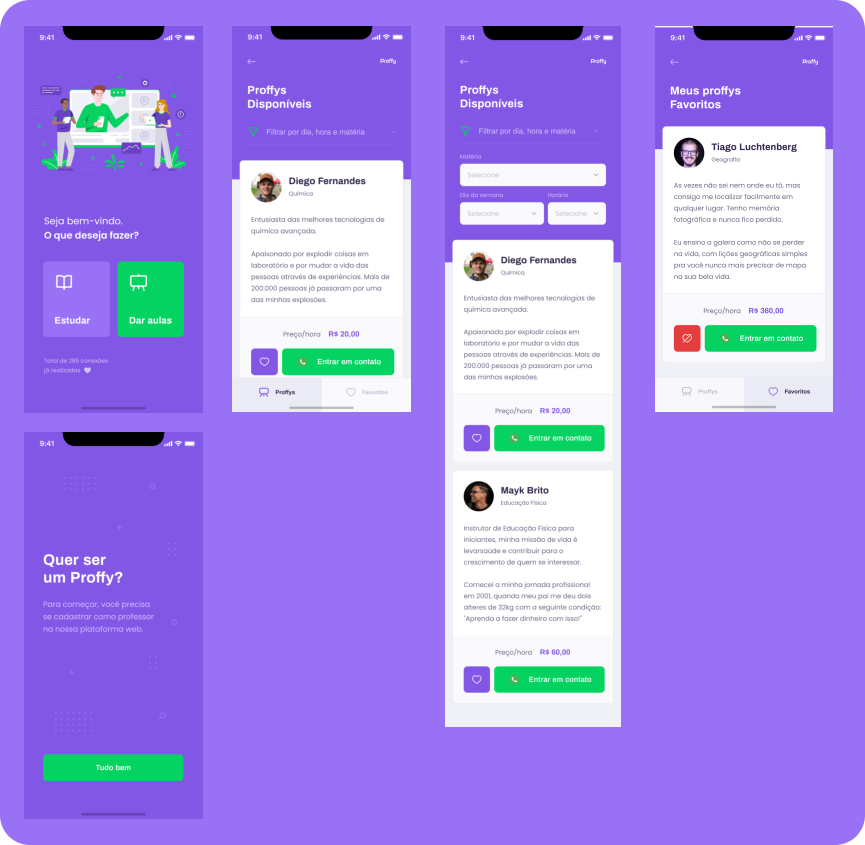 9:41
Seja bem-vindo.
O que deseja fazer?
Estudar
Dar aulas
Total de 285 conexões
já realizadas
9:41
Proffy
Proffys
Disponíveis
Filtrar por dia, hora e matéria
Diego Fernandes
Química
Entusiasta das melhores tecnologias de
química avançada.
Apaixonado por explodir coisas em
laboratório e por mudar a vida das
pessoas através de experiências. Mais de
200.000 pessoas já passaram por uma
das minhas explosões.
Preço/hora R$ 20,00
Entrar em contato
Proffys
Favoritos
9:41
Proffy
Proffys
Disponíveis
Filtrar por dia, hora e matéria
Matéria
Selecione
Dia da semana Horário
Selecione Selecione
Diego Fernandes
Química
Entusiasta das melhores tecnologias de
química avançada.
Apaixonado por explodir coisas em
laboratório e por mudar a vida das
pessoas através de experiências. Mais de
200.000 pessoas já passaram por uma
das minhas explosões.
Preço/hora R$ 20,00
Entrar em contato
Mayk Brito
Educação Física
Instrutor de Educação Física para
iniciantes, minha missão de vida é
levarsaúde e contribuir para o
crescimento de quem se interessar.
Comecei a minha jornada profissional
em 2001, quando meu pai me deu dois
alteres de 32kg com a seguinte condição:
"Aprenda a fazer dinheiro com isso!"
Preço/hora R$ 60,00
Entrar em contato
9:41
Proffy
Meus proffys
Favoritos
Tiago Luchtenberg
Geografia
As vezes não sei nem onde eu tô, mas
consigo me localizar facilmente em
qualquer lugar. Tenho memória
fotográfica e nunca fico perdido.
Eu ensino a galera como não se perder
na vida, com lições geográficas simples
pra você nunca mais precisar de mapa
na sua bela vida.
Preço/hora R$ 360,00
Entrar em contato
Proffys
Favoritos
9:41
Quer ser
um Proffy?
Para começar, você precisa
se cadastrar como professor
na nossa plataforma web.
Tudo bem